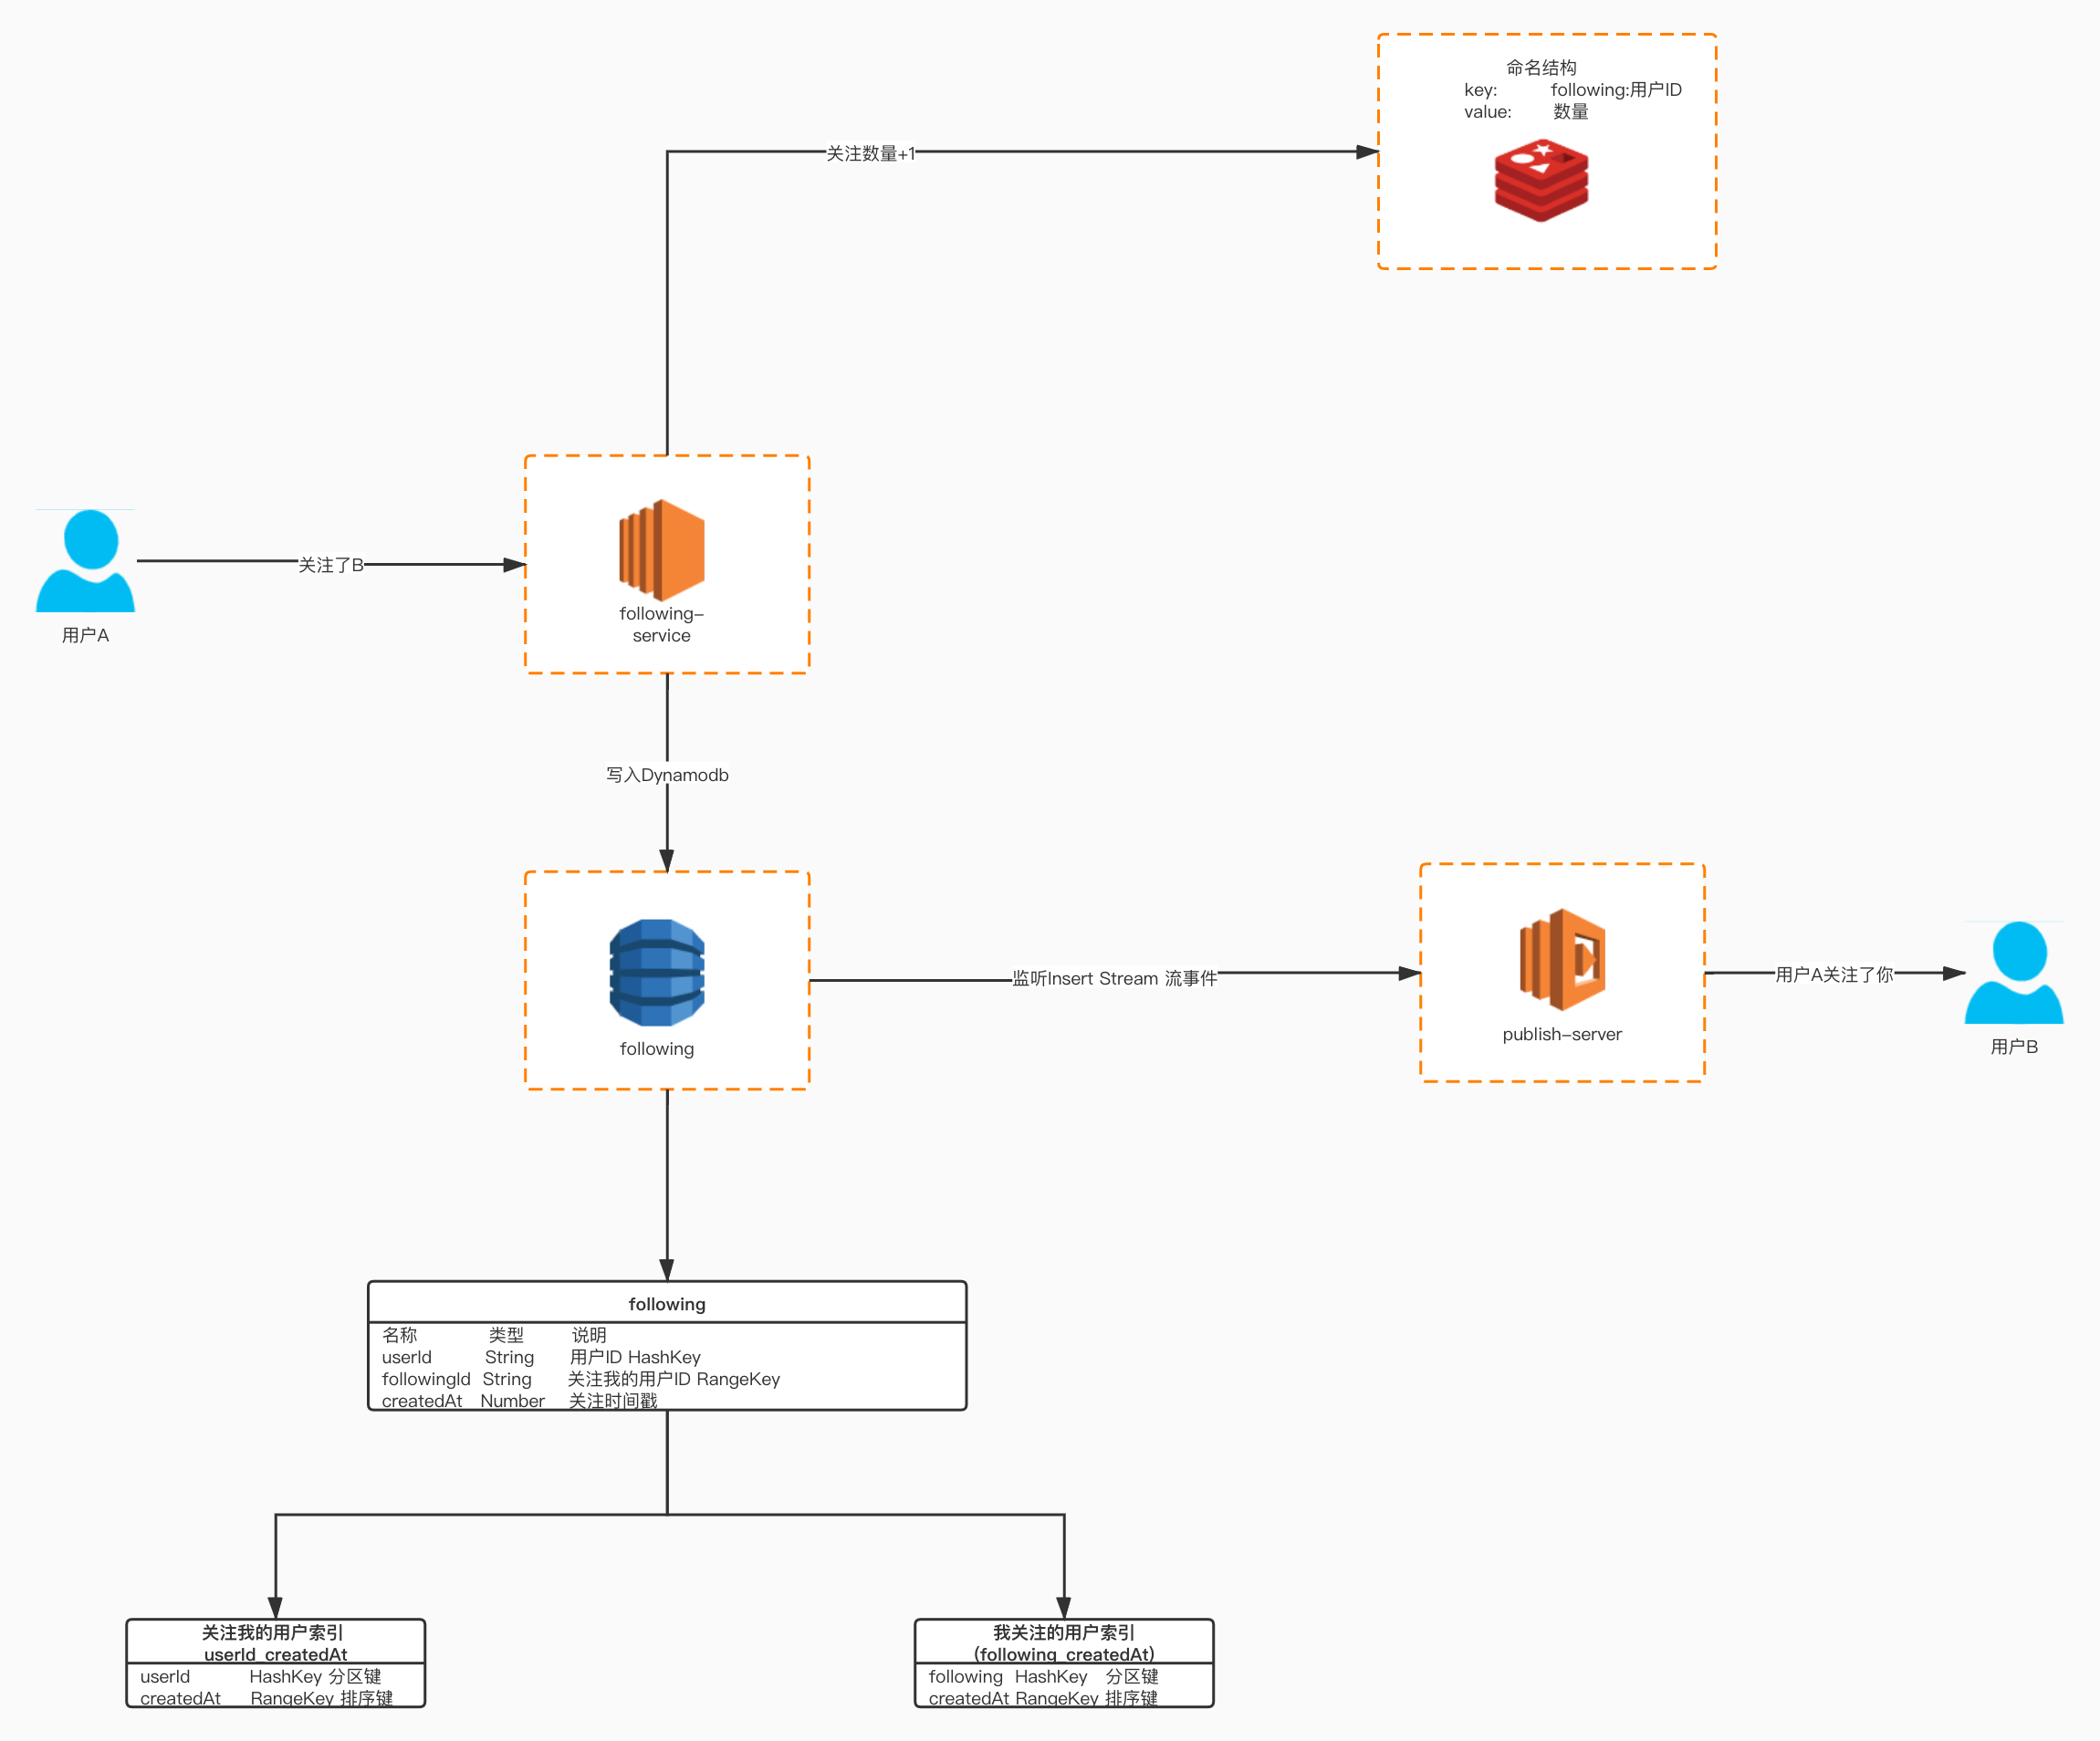 命名结构
key: following:用户ID
value: 数量
关注数量+1
关注了B
用户A
following-
service
写入Dynamodb
following
监听Insert Stream 流事件
publish-server
用户A关注了你
用户B
following
名称 类型 说明
userId String 用户ID HashKey
followingId String 关注我的用户ID RangeKey
createdAt Number 关注时间戳
关注我的用户索引
userId_createdAt
userId HashKey 分区键
createdAt RangeKey 排序键
我关注的用户索引
(following_createdAt)
following HashKey 分区键
createdAt RangeKey 排序键